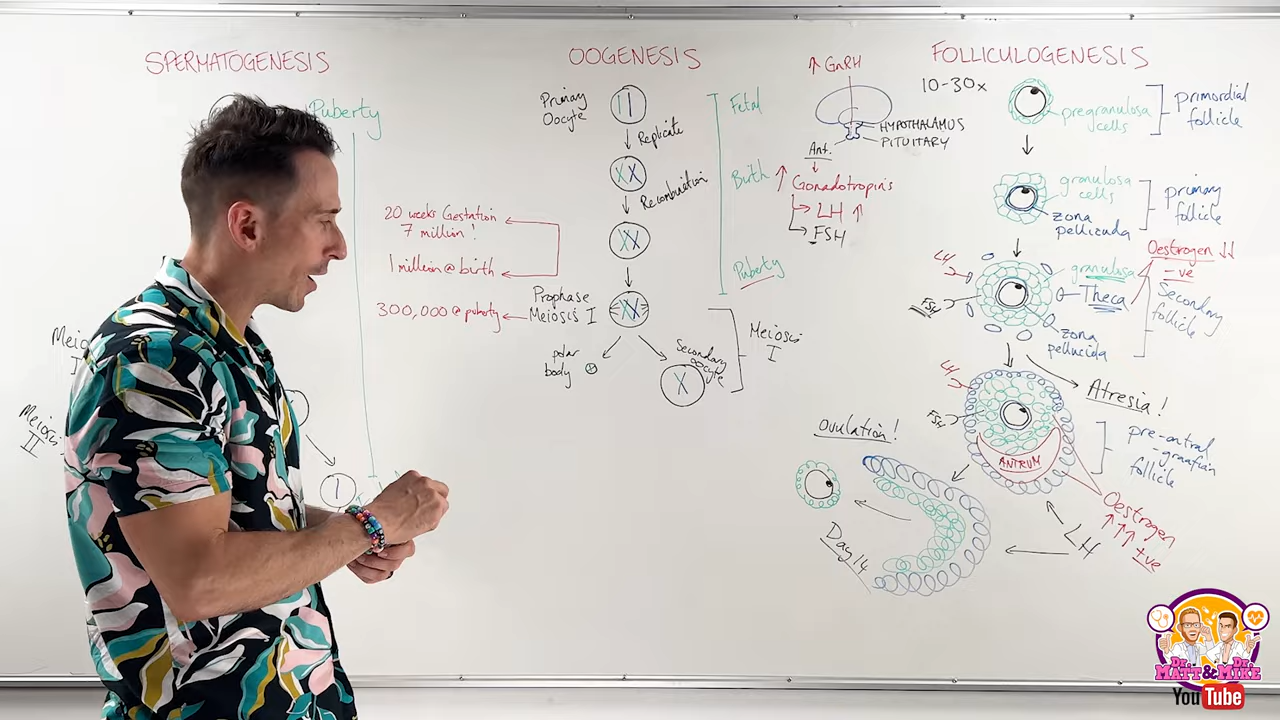 SPERMATOGENESIS
Puberty
Meiosis
II
OOGENESIS
Primary
Oocyte
Replicate
Recombination
20 weeks Gestation
7 million!
1 million @ birth
300,000 @ puberty
Prophase
Meiosis I
polar
body
Secondary
oocyte
Fetal
Birth
Puberty
Meiosis
I
↑ GnRH
HYPOTHALAMUS
PITUITARY
Ant.
↑ Gonadotropins
LH ↑
FSH
FOLLICULOGENESIS
10-30x
pregranulosa
cells
primordial
follicle
granulosa
cells
zona
pellucida
primary
follicle
LH
FSH
granulosa
Theca
zona
pellucida
Oestrogen ↓↓
-ve
Secondary
follicle
Atresia!
LH
FSH
ANTRUM
pre-antral
-graafian
follicle
Oestrogen
↑↑↑
+ve
LH
Ovulation!
Day 14
Dr. Dr.
MATT & MIKE
YouTube